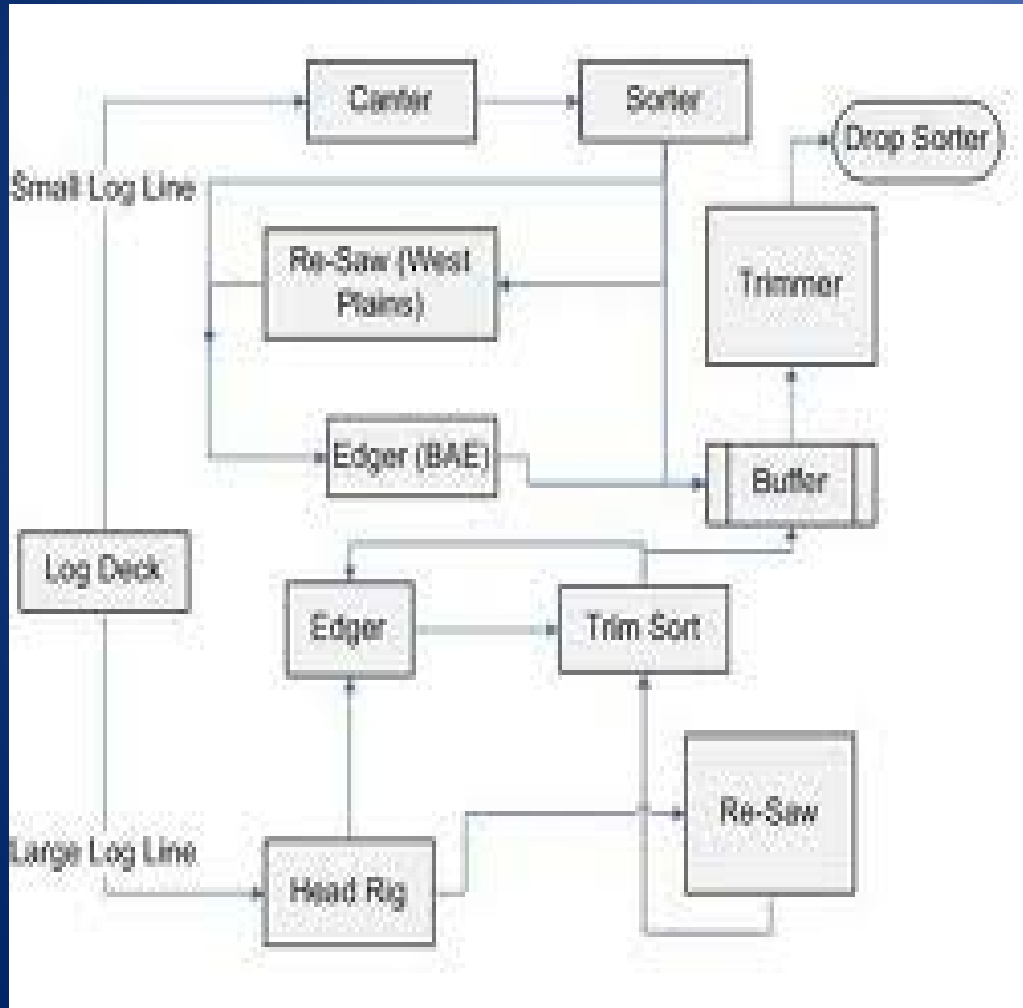 Canter
Sorter
Drop Sorter
Small Log Line
Re-Saw (West
Plains)
Trimmer
Edger (BAE)
Buffer
Log Deck
Edger
Trim Sort
Re-Saw
Large Log Line
Head Rig